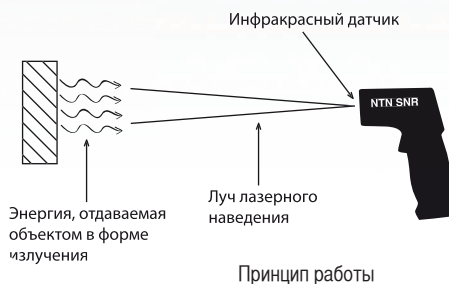 Инфракрасный датчик
NTN SNR
Луч лазерного
наведения
Энергия, отдаваемая
объектом в форме
излучения
Принцип работы